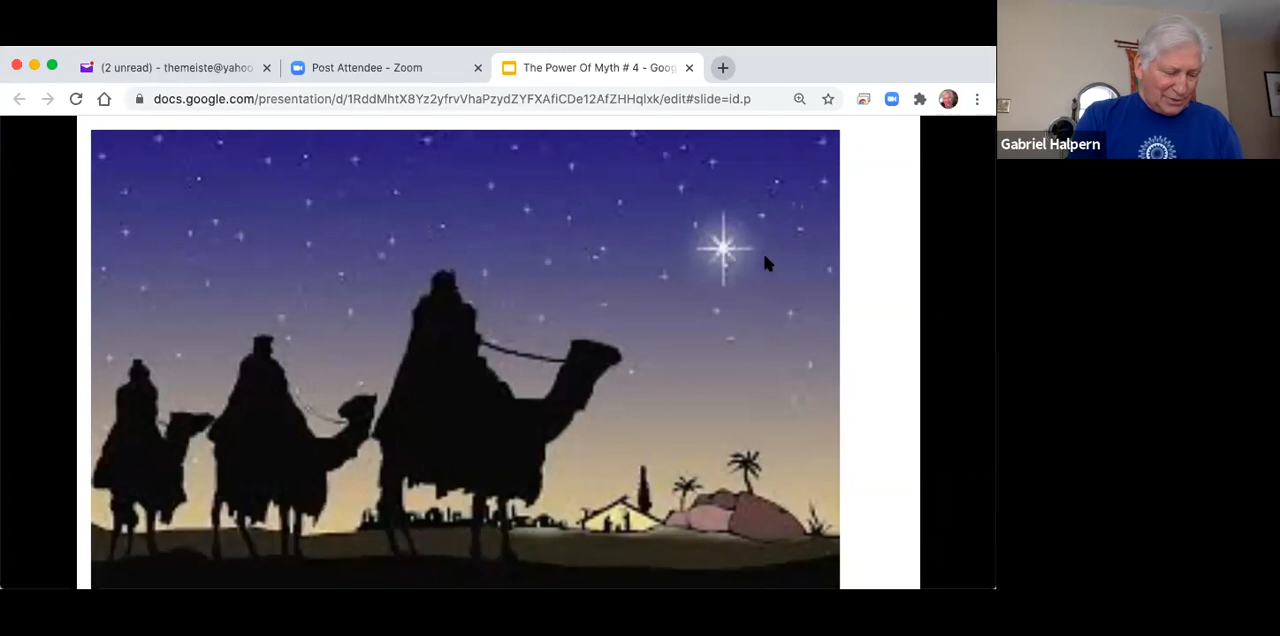 (2 unread) - themeiste@yahoo
Post Attendee - Zoom
The Power Of Myth # 4 - Goog
docs.google.com/presentation/d/1RddMhtX8Yz2yfrvVhaPzydZYFXAfiCDe12AfZHHqlxk/edit#slide=id.p
Gabriel Halpern